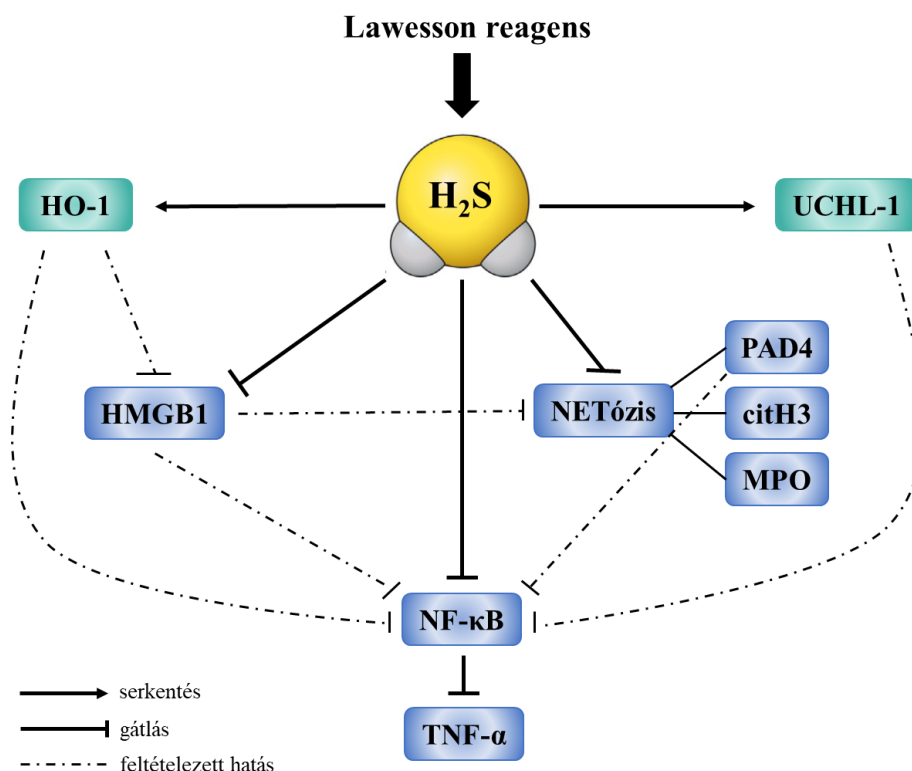 Lawesson reagens
H₂S
HO-1
UCHL-1
PAD4
HMGB1
NETózis
citH3
MPO
NF-κB
TNF-α
serkentés
gátlás
feltételezett hatás